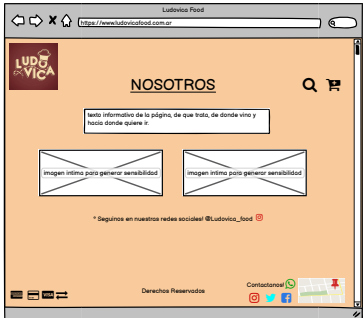 Ludovica Food
https://www.ludovicafood.com.ar
LUDO
VICA
NOSOTROS
texto informativo de la página, de que trata, de donde vino y
hacia donde quiere ir.
imagen intima para generar sensibilidad
imagen intima para generar sensibilidad
* Seguinos en nuestras redes sociales! @Ludovica_food
Contactanos!
Derechos Reservados
VISA